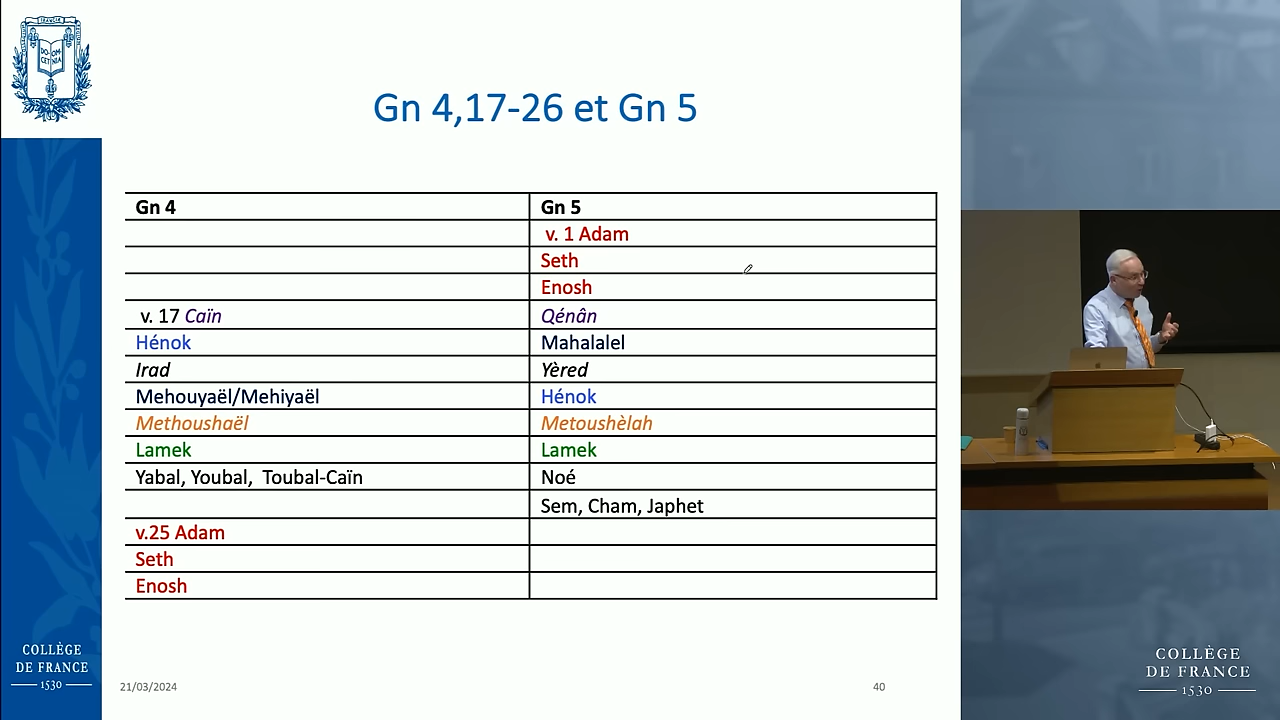 Gn 4,17-26 et Gn 5
Gn 4 Gn 5
v. 1 Adam
Seth
Enosh
v. 17 Caïn Qénân
Hénok Mahalalel
Irad Yèred
Mehouyaël/Mehiyaël Hénok
Methoushaël Metoushèlah
Lamek Lamek
Yabal, Youbal, Toubal-Caïn Noé
Sem, Cham, Japhet
v.25 Adam
Seth
Enosh
COLLÈGE
DE FRANCE
1530
21/03/2024
40
COLLÈGE
DE FRANCE
1530